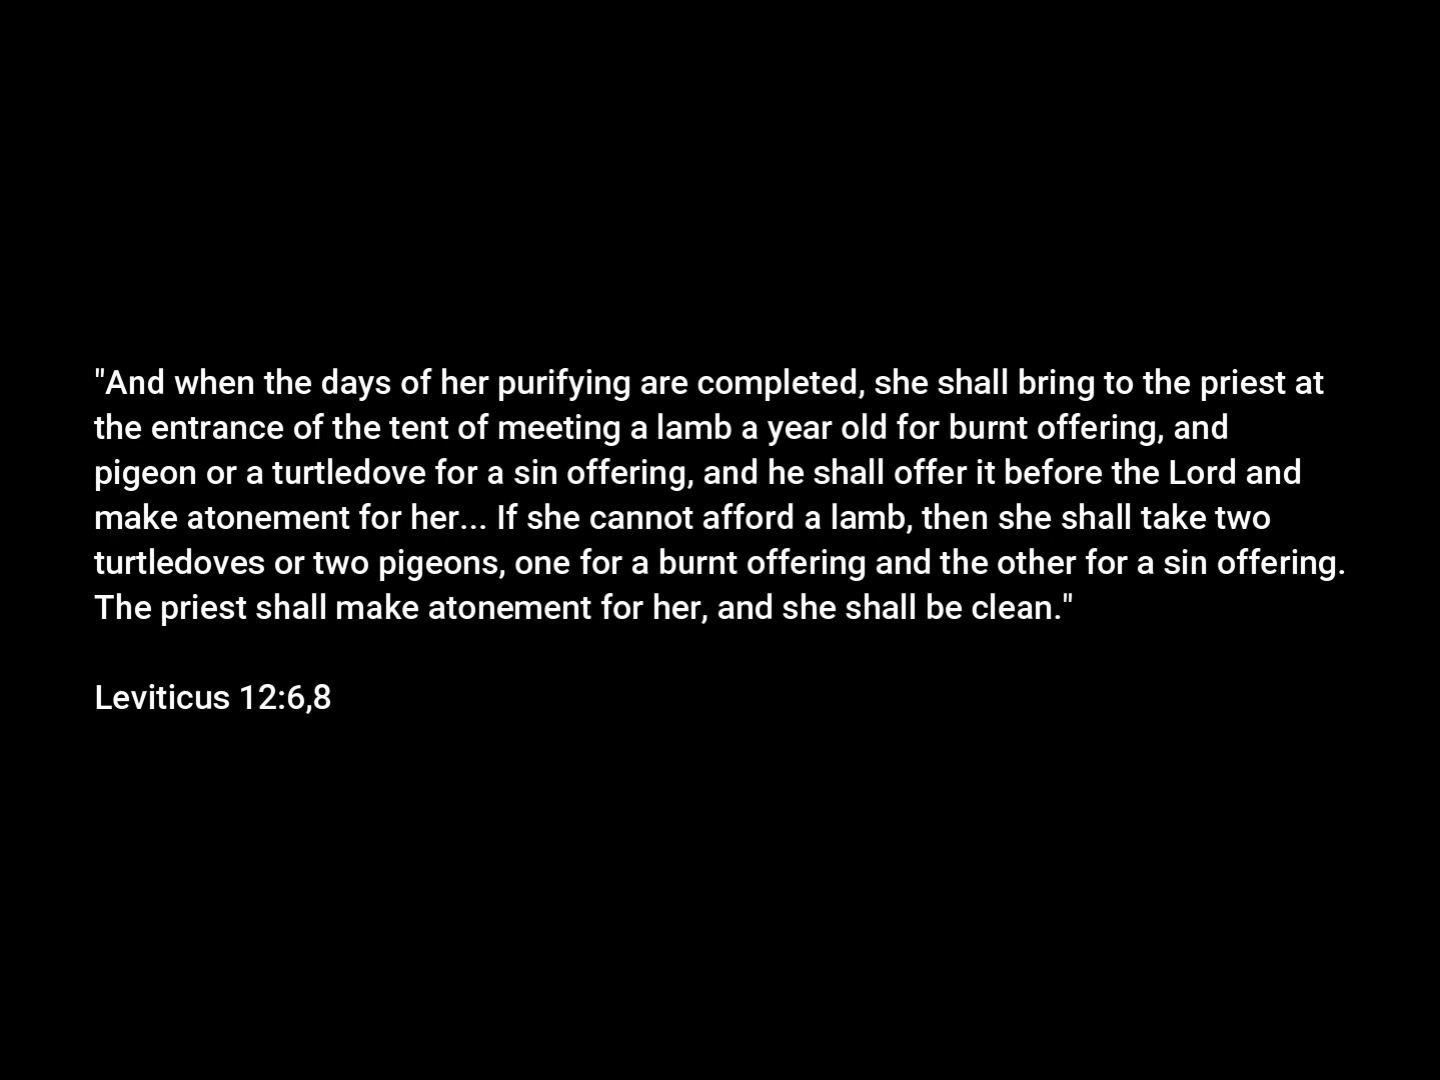 "And when the days of her purifying are completed, she shall bring to the priest at
the entrance of the tent of meeting a lamb a year old for burnt offering, and
pigeon or a turtledove for a sin offering, and he shall offer it before the Lord and
make atonement for her... If she cannot afford a lamb, then she shall take two
turtledoves or two pigeons, one for a burnt offering and the other for a sin offering.
The priest shall make atonement for her, and she shall be clean."
Leviticus 12:6,8